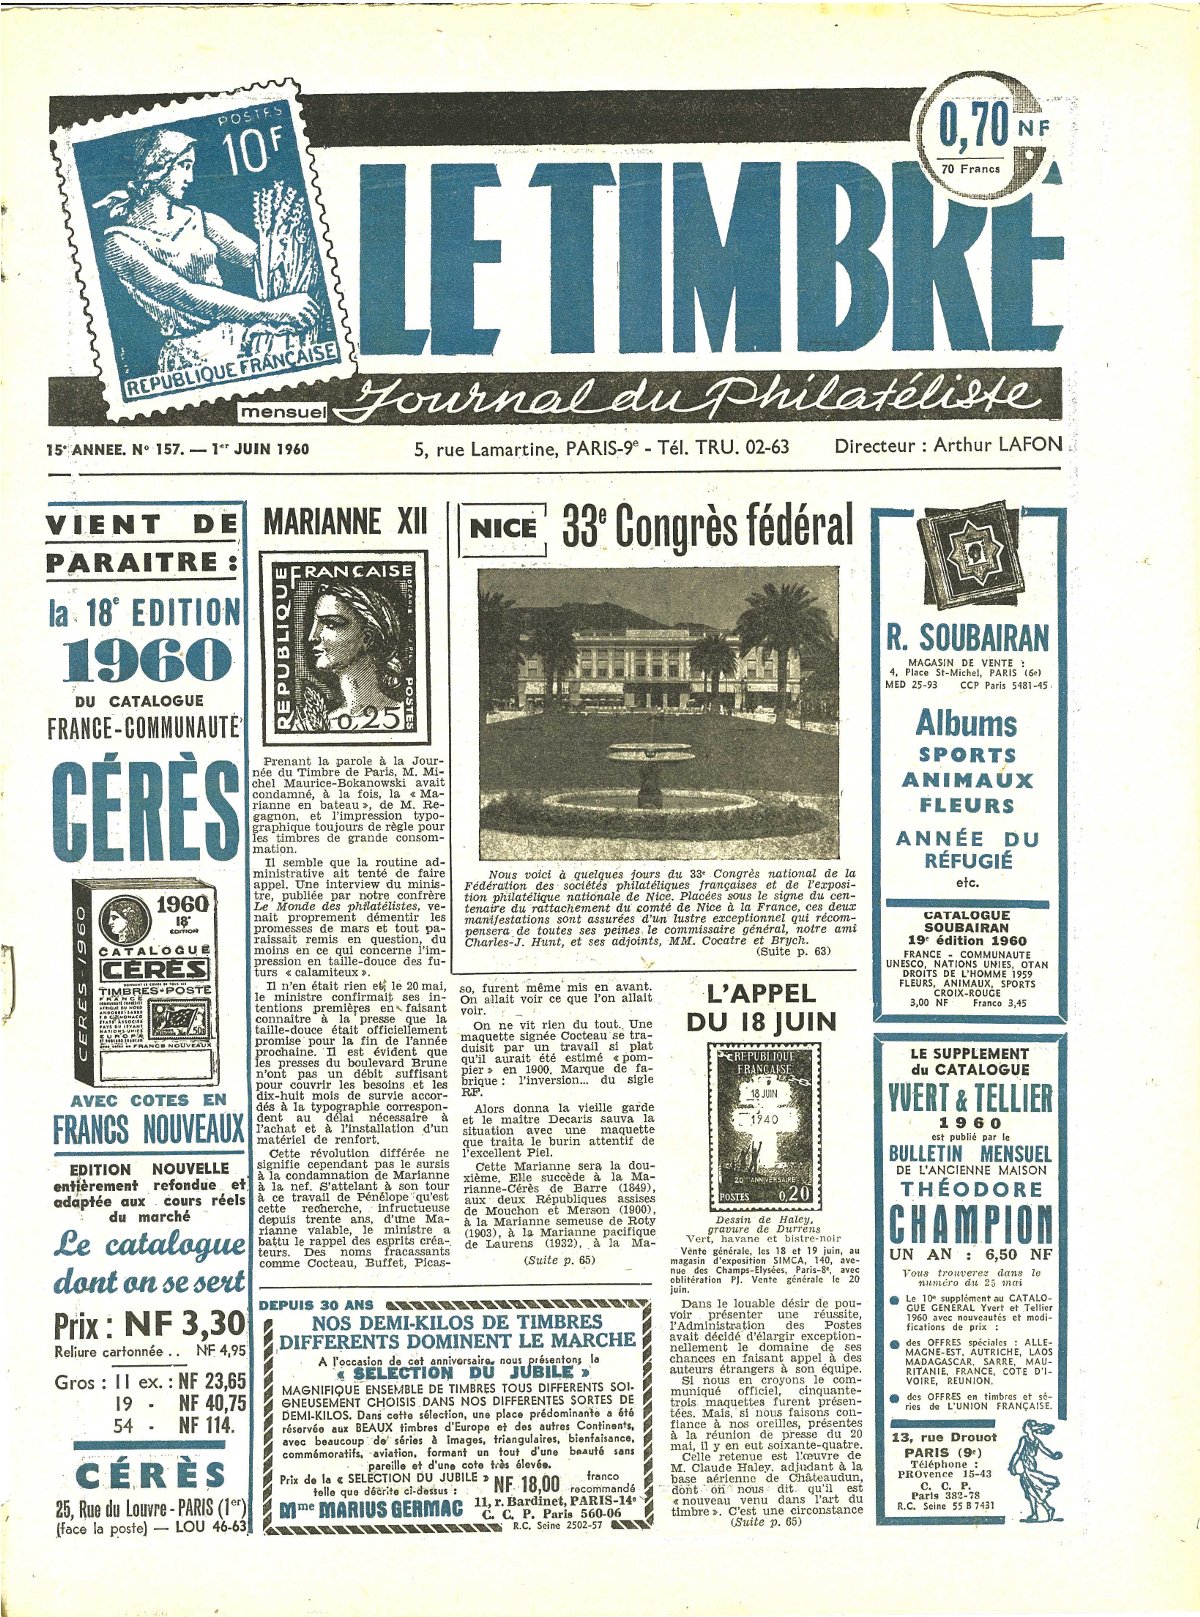 POSTES
10F
REPUBLIQUE FRANÇAISE
0,70 NF
70 Francs
LE TIMBRE
mensuel Journal du Philatéliste
15e ANNEE. No 157. — 1er JUIN 1960
5, rue Lamartine, PARIS-9e - Tél. TRU. 02-63
Directeur : Arthur LAFON
VIENT DE
PARAITRE :
la 18e EDITION
1960
DU CATALOGUE
FRANCE-COMMUNAUTÉ
CÉRÈS
CERES-1960
1960
18e
EDITION
CATALOGUE
CÉRÈS
TIMBRES-POSTE
FRANCE
EUROPA
EN FRANCS NOUVEAUX
AVEC COTES EN
FRANCS NOUVEAUX
EDITION NOUVELLE
entièrement refondue et
adaptée aux cours réels
du marché
Le catalogue
dont on se sert
Prix : NF 3,30
Reliure cartonnée .. NF 4,95
Gros : 11 ex. : NF 23,65
19 - NF 40,75
54 - NF 114.
CÉRÈS
25, Rue du Louvre - PARIS (1er)
(face la poste) — LOU 46-63
MARIANNE XII
REPUBLIQUE FRANÇAISE
POSTES
0,25
Prenant la parole à la Jour-
née du Timbre de Paris, M. Mi-
chel Maurice-Bokanowski avait
condamné, à la fois, la « Ma-
rianne en bateau », de M. Re-
gagnon, et l'impression typo-
graphique toujours de règle pour
les timbres de grande consom-
mation.
Il semble que la routine ad-
ministrative ait tenté de faire
appel. Une interview du minis-
tre, publiée par notre confrère
Le Monde des philatélistes, ve-
nait proprement démentir les
promesses de mars et tout pa-
raissait remis en question, du
moins en ce qui concerne l'im-
pression en taille-douce des fu-
turs « calamiteux ».
Il n'en était rien et, le 20 mai,
le ministre confirmait ses in-
tentions premières en faisant
connaître à la presse que la
taille-douce était officiellement
promise pour la fin de l'année
prochaine. Il est évident que
les presses du boulevard Brune
n'ont pas un débit suffisant
pour couvrir les besoins et les
dix-huit mois de survie accor-
dés à la typographie correspon-
dent au délai nécessaire à
l'achat et à l'installation d'un
matériel de renfort.
Cette révolution différée ne
signifie cependant pas le sursis
à la condamnation de Marianne
à la nef. S'attelant à son tour
à ce travail de Pénélope qu'est
cette recherche, infructueuse
depuis trente ans, d'une Ma-
rianne valable, le ministre a
battu le rappel des esprits créa-
teurs. Des noms fracassants
comme Cocteau, Buffet, Picas-
so, furent même mis en avant.
On allait voir ce que l'on allait
voir.
On ne vit rien du tout. Une
maquette signée Cocteau se tra-
duisit par un travail si plat
qu'il aurait été estimé « pom-
pier » en 1900. Marque de fa-
brique : l'inversion... du sigle
RF.
Alors donna la vieille garde
et le maître Decaris sauva la
situation avec une maquette
que traita le burin attentif de
l'excellent Piel.
Cette Marianne sera la dou-
xième. Elle succède à la Ma-
rianne-Cérès de Barre (1849),
aux deux Républiques assises
de Mouchon et Merson (1900),
à la Marianne semeuse de Roty
(1903), à la Marianne pacifique
de Laurens (1932), à la Ma-
(Suite p. 65)
NICE
33e Congrès fédéral
Nous voici à quelques jours du 33e Congrès national de la
Fédération des sociétés philatéliques françaises et de l'exposi-
tion philatélique nationale de Nice. Placées sous le signe du cen-
tenaire du rattachement du comté de Nice à la France, ces deux
manifestations sont assurées d'un lustre exceptionnel qui récom-
pensera de toutes ses peines le commissaire général, notre ami
Charles-J. Hunt, et ses adjoints, MM. Cocatre et Brych.
(Suite p. 63)
L'APPEL
DU 18 JUIN
REPUBLIQUE
FRANÇAISE
18 JUIN
1940
20e ANNIVERSAIRE
POSTES 0,20
Dessin de Haley,
gravure de Durrens
Vert, havane et bistre-noir
Vente générale, les 18 et 19 juin, au
magasin d'exposition SIMCA, 140, ave-
nue des Champs-Elysées, Paris-8e, avec
oblitération PJ. Vente générale le 20
juin.
Dans le louable désir de pou-
voir présenter une réussite,
l'Administration des Postes
avait décidé d'élargir exception-
nellement le domaine de ses
chances en faisant appel à des
auteurs étrangers à son équipe.
Si nous en croyons le com-
muniqué officiel, cinquante-
trois maquettes furent présen-
tées. Mais, si nous faisons con-
fiance à nos oreilles, présentes
à la réunion de presse du 20
mai, il y en eut soixante-quatre.
Celle retenue est l'œuvre de
M. Claude Haley, adjudant à la
base aérienne de Châteaudun,
dont on nous dit qu'il est
« nouveau venu dans l'art du
timbre ». C'est une circonstance
(Suite p. 65)
DEPUIS 30 ANS
NOS DEMI-KILOS DE TIMBRES
DIFFERENTS DOMINENT LE MARCHE
A l'occasion de cet anniversaire nous présentons la
« SELECTION DU JUBILE »
MAGNIFIQUE ENSEMBLE DE TIMBRES TOUS DIFFERENTS SOI-
GNEUSEMENT CHOISIS DANS NOS DIFFERENTES SORTES DE
DEMI-KILOS. Dans cette sélection, une place prédominante a été
réservée aux BEAUX timbres d'Europe et des autres Continents,
avec beaucoup de séries à images, triangulaires, bienfaisance,
commémoratifs, aviation, formant un tout d'une beauté sans
pareille et d'une cote très élevée.
Prix de la « SELECTION DU JUBILE »
telle que décrite ci-dessus :
NF 18,00 franco
recommandé
Mme MARIUS GERMAC
11, r. Bardinet, PARIS-14e
C. C. P. Paris 560-06
R.C. Seine 2502-57
R. SOUBAIRAN
MAGASIN DE VENTE :
4, Place St-Michel, PARIS (6e)
MED 25-93 CCP Paris 5481-45
Albums
SPORTS
ANIMAUX
FLEURS
ANNÉE DU
RÉFUGIÉ
etc.
CATALOGUE
SOUBAIRAN
19e édition 1960
FRANCE - COMMUNAUTE
UNESCO, NATIONS UNIES, OTAN
DROITS DE L'HOMME 1959
FLEURS, ANIMAUX, SPORTS
CROIX-ROUGE
3,00 NF Franco 3,45
LE SUPPLEMENT
du CATALOGUE
YVERT & TELLIER
1960
est publié par le
BULLETIN MENSUEL
DE L'ANCIENNE MAISON
THÉODORE
CHAMPION
UN AN : 6,50 NF
Vous trouverez dans le
numéro du 25 mai
● Le 10e supplément au CATALO-
GUE GENERAL Yvert et Tellier
1960 avec nouveautés et modi-
fications de prix :
● des OFFRES spéciales : ALLE-
MAGNE-EST, AUTRICHE, LAOS
MADAGASCAR, SARRE, MAU-
RITANIE, FRANCE, COTE D'I-
VOIRE, REUNION.
● des OFFRES en timbres et sé-
ries de L'UNION FRANÇAISE.
13, rue Drouot
PARIS (9e)
Téléphone :
PROvence 15-43
C. C. P.
Paris 382-78
R.C. Seine 55 B 7431